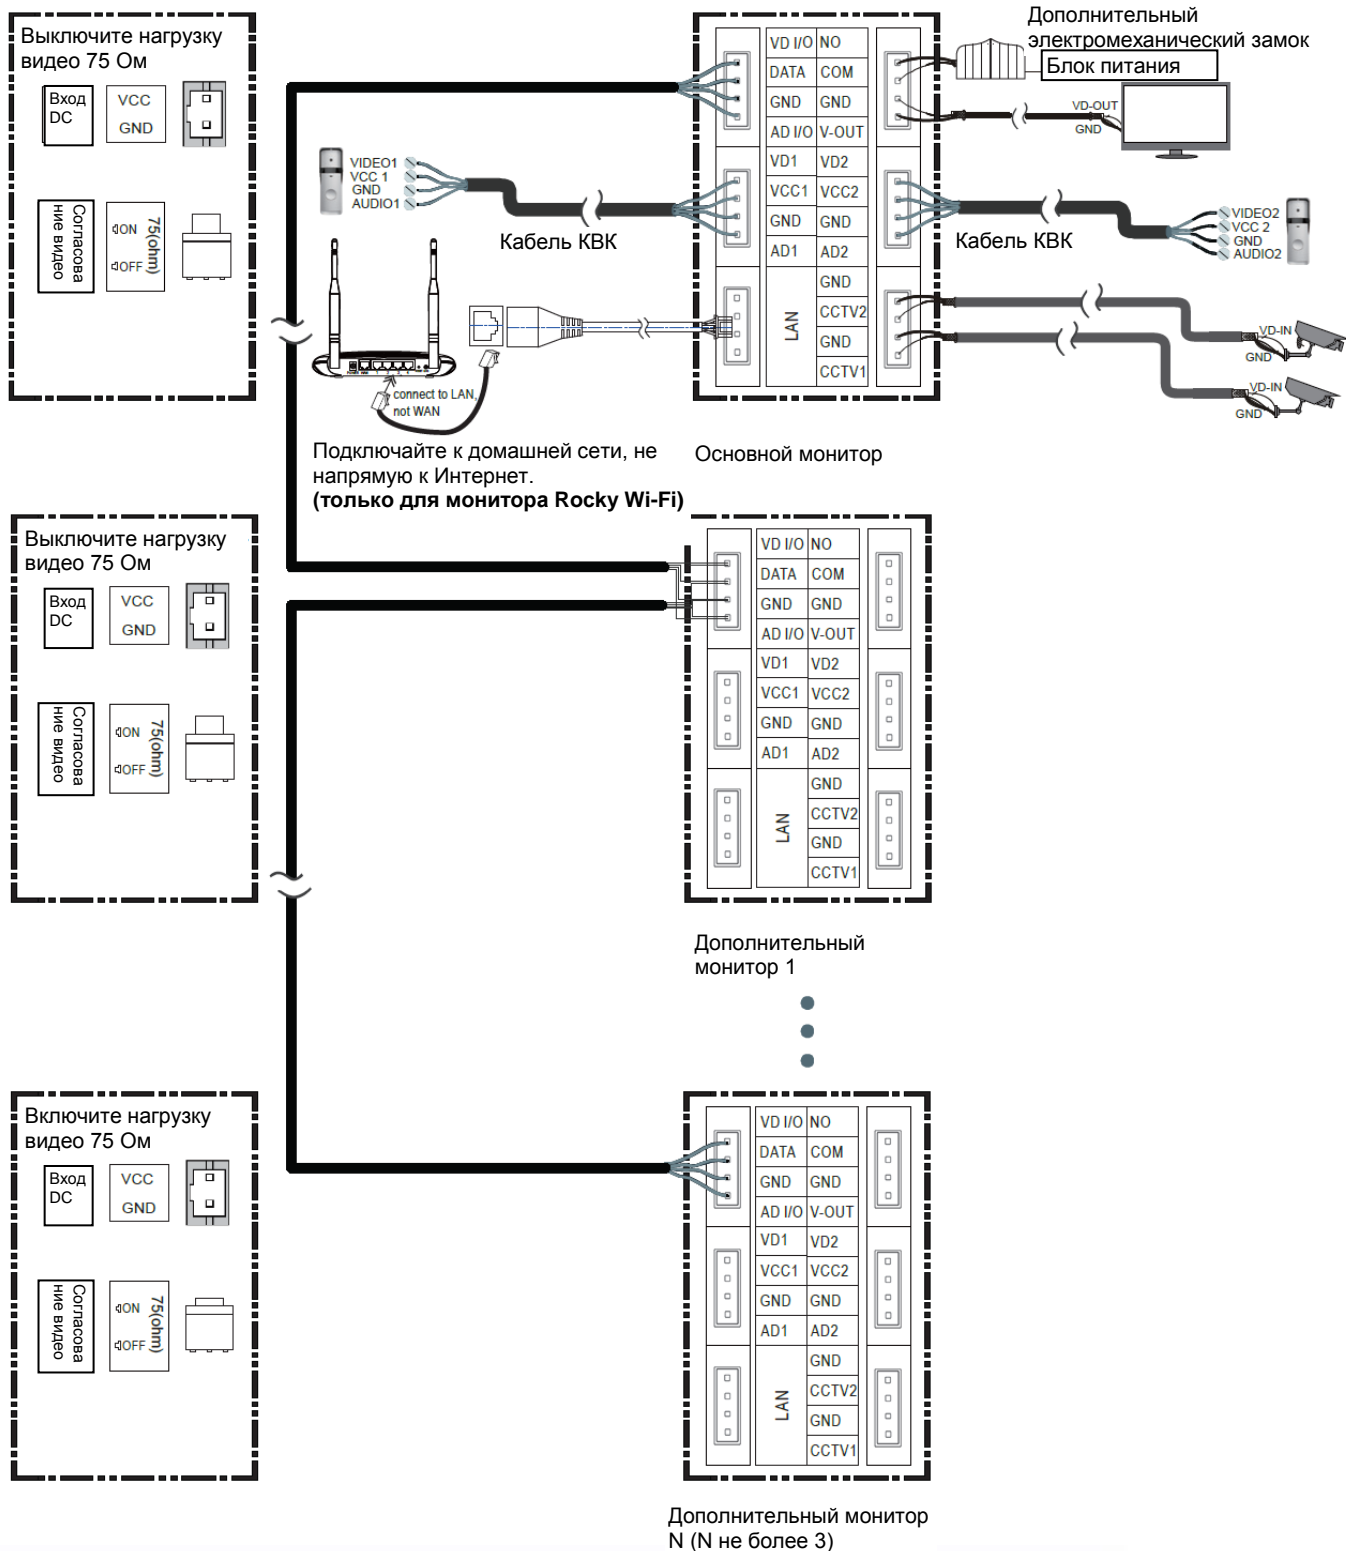 Выключите нагрузку
видео 75 Ом
Вход
DC
VCC
GND
Согласова
ние видео
ON
OFF
75(ohm)
VIDEO1
VCC 1
GND
AUDIO1
Кабель КВК
connect to LAN,
not WAN
Подключайте к домашней сети, не
напрямую к Интернет.
(только для монитора Rocky Wi-Fi)
VD I/O NO
DATA COM
GND GND
AD I/O V-OUT
VD1 VD2
VCC1 VCC2
GND GND
AD1 AD2
GND
LAN
CCTV2
GND
CCTV1
Основной монитор
Дополнительный
электромеханический замок
Блок питания
VD-OUT
GND
Кабель КВК
VIDEO2
VCC 2
GND
AUDIO2
VD-IN
GND
VD-IN
GND
Выключите нагрузку
видео 75 Ом
Вход
DC
VCC
GND
Согласова
ние видео
ON
OFF
75(ohm)
VD I/O NO
DATA COM
GND GND
AD I/O V-OUT
VD1 VD2
VCC1 VCC2
GND GND
AD1 AD2
GND
LAN
CCTV2
GND
CCTV1
Дополнительный
монитор 1
Включите нагрузку
видео 75 Ом
Вход
DC
VCC
GND
Согласова
ние видео
ON
OFF
75(ohm)
VD I/O NO
DATA COM
GND GND
AD I/O V-OUT
VD1 VD2
VCC1 VCC2
GND GND
AD1 AD2
GND
LAN
CCTV2
GND
CCTV1
Дополнительный монитор
N (N не более 3)